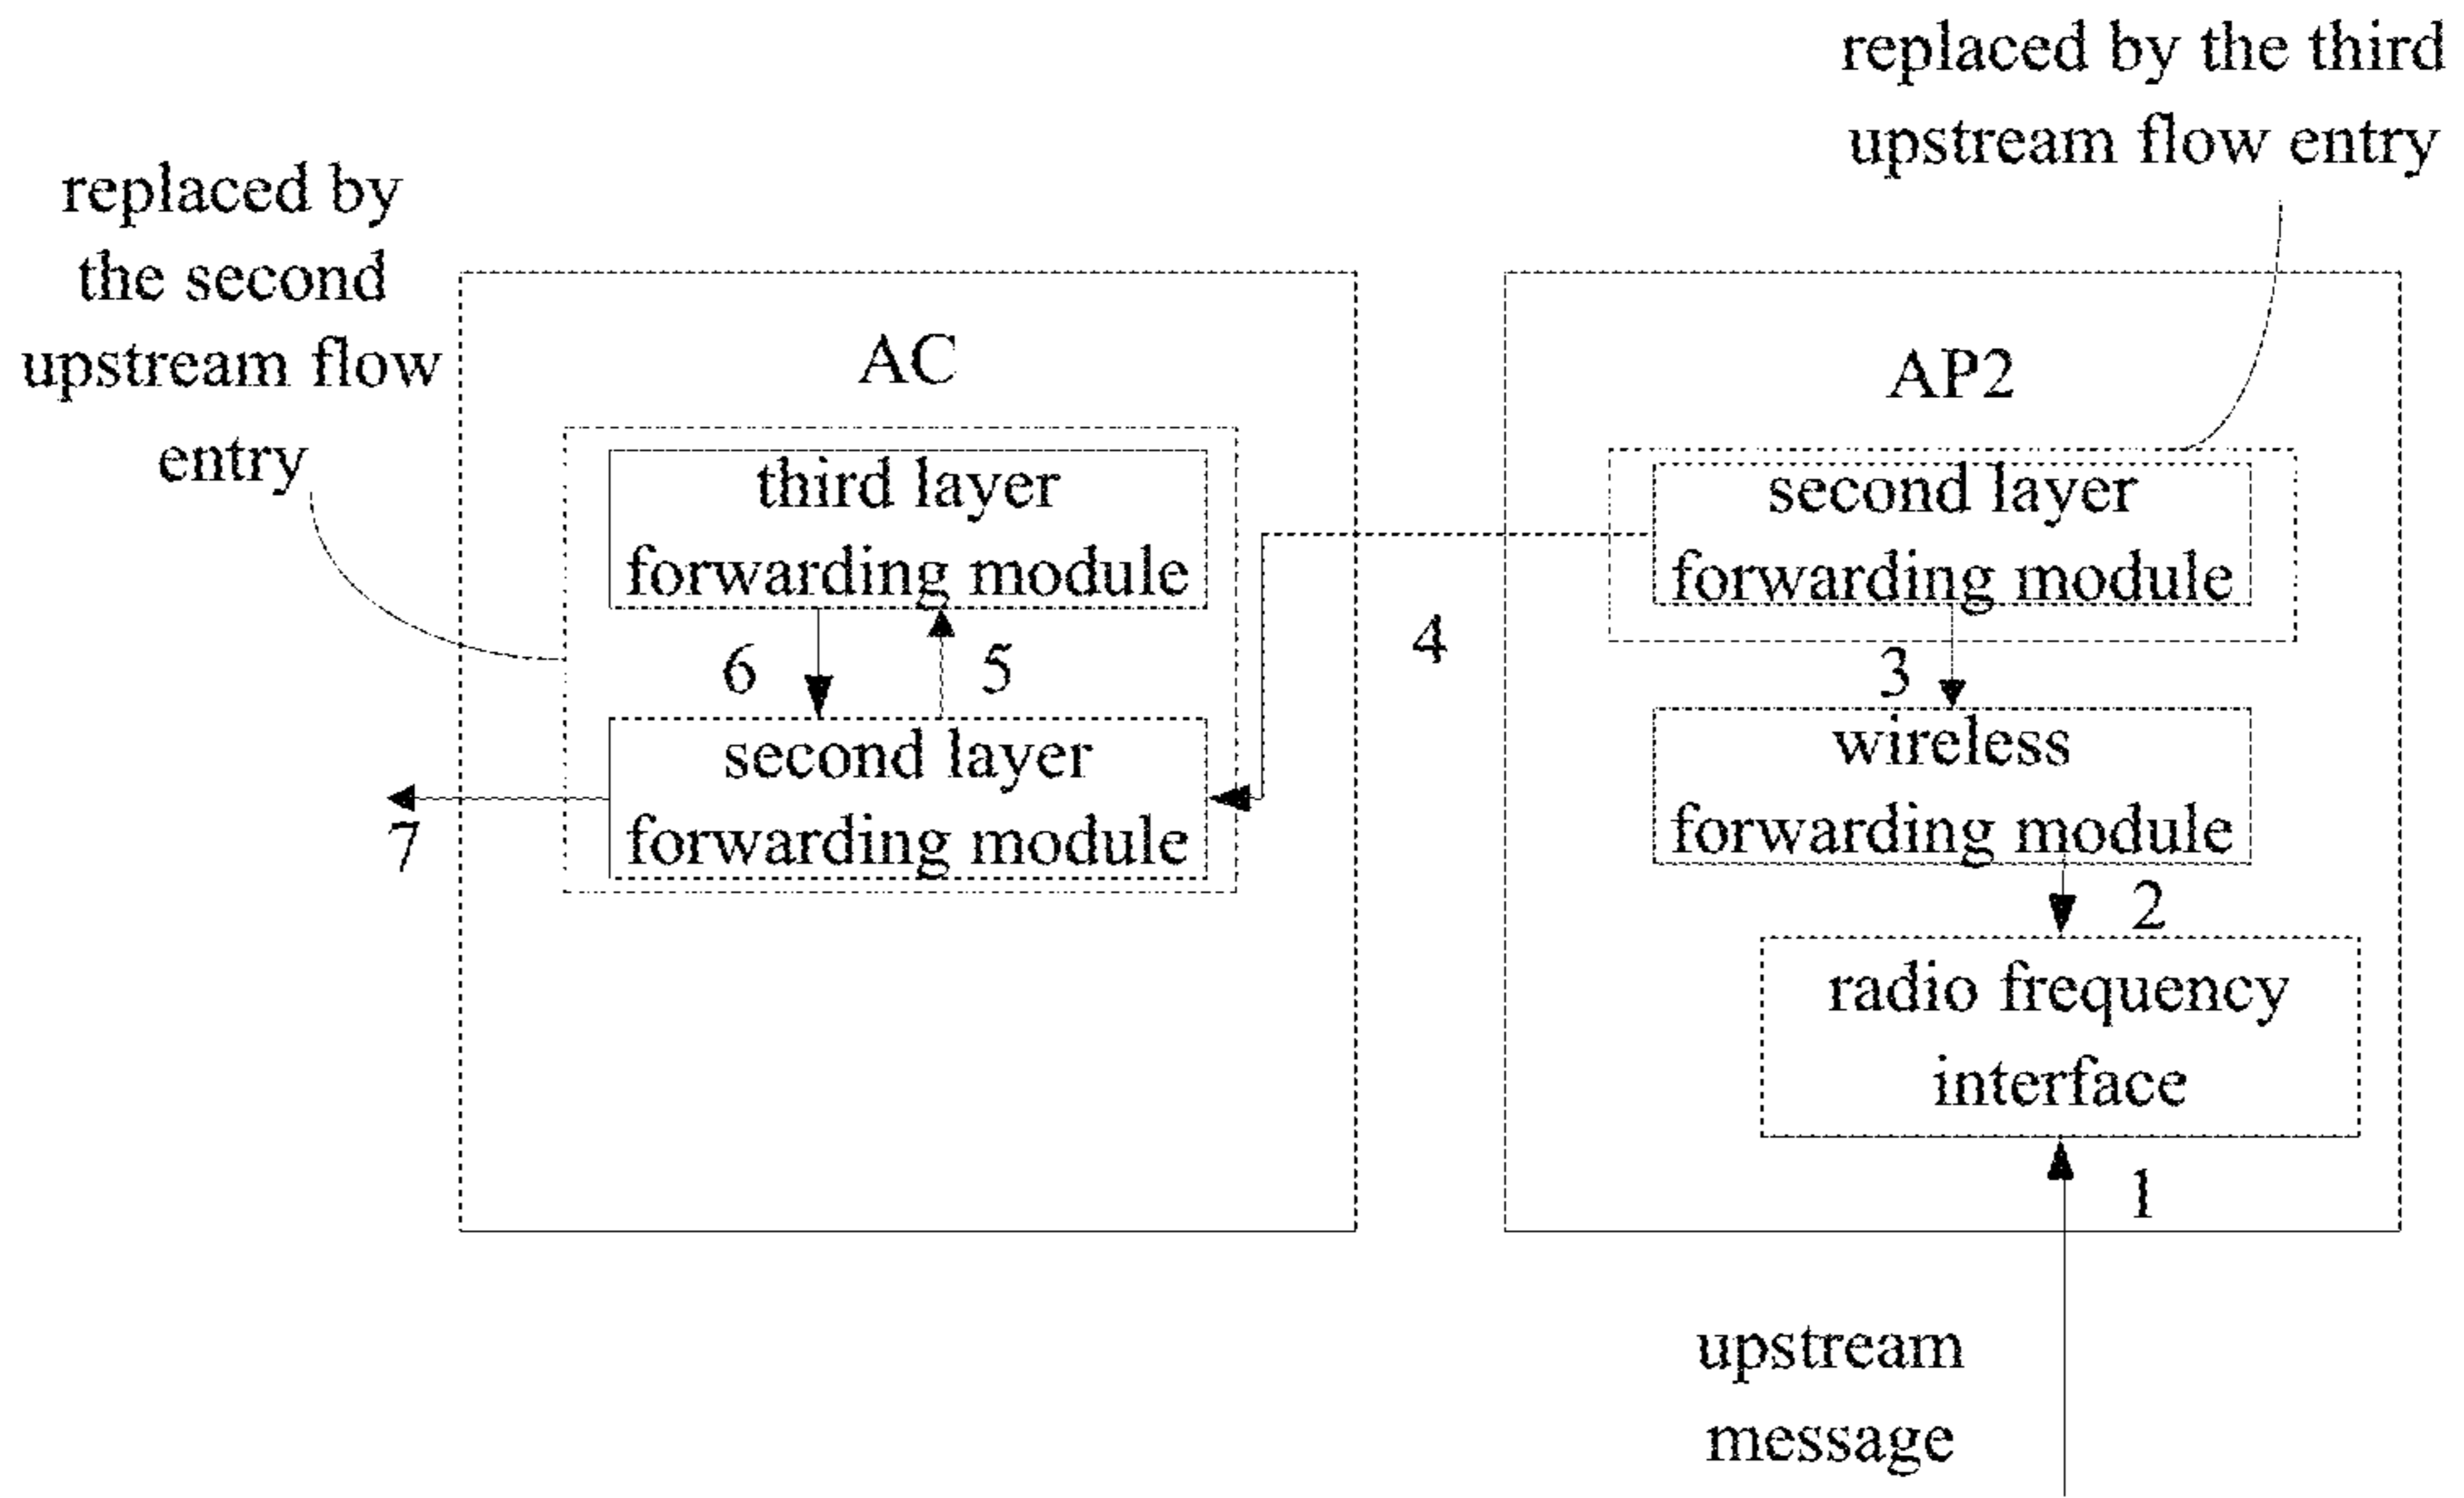 replaced by the third
upstream flow entry
replaced by
the second
upstream flow
entry
AC
third layer
forwarding module
6
5
second layer
forwarding module
7
4
AP2
second layer
forwarding module
3
wireless
forwarding module
2
radio frequency
interface
1
upstream
message